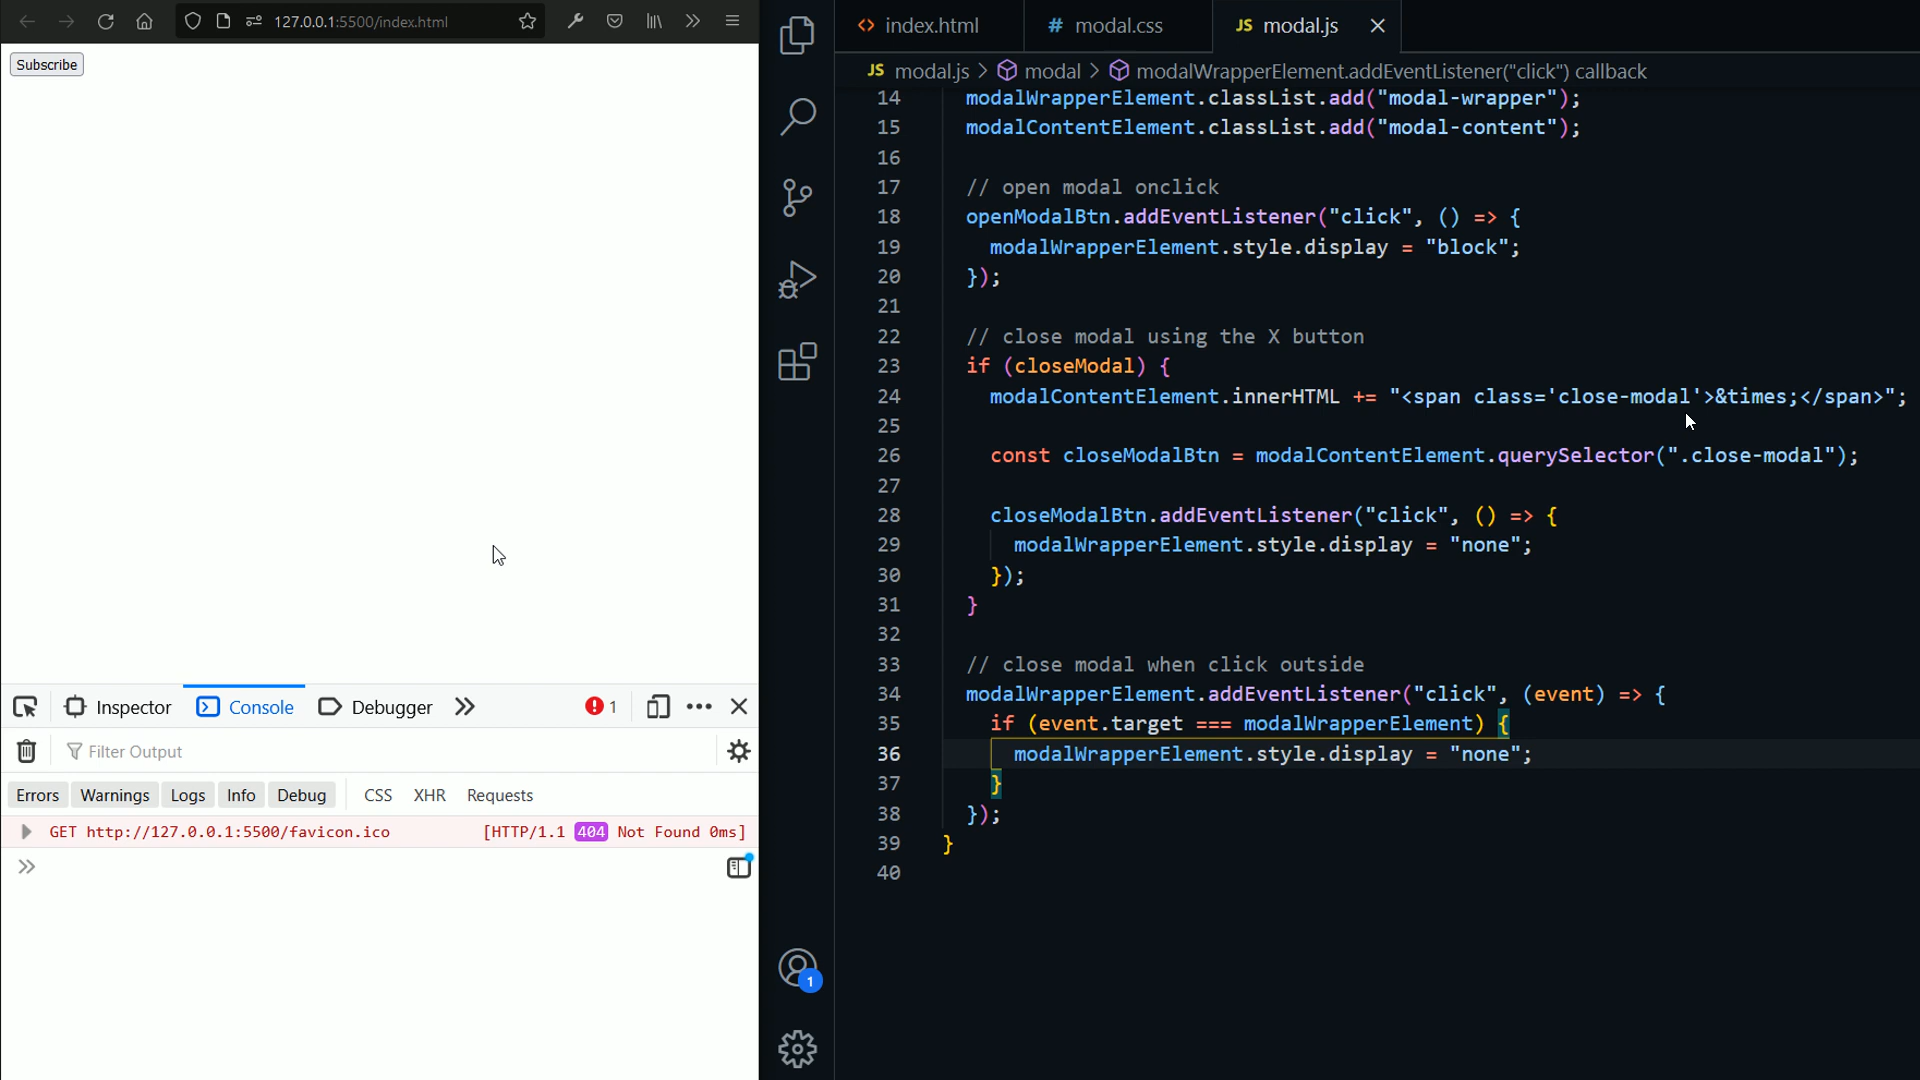 127.0.0.1:5500/index.html
Subscribe
Inspector
Console
Debugger
1
Filter Output
Errors
Warnings
Logs
Info
Debug
CSS
XHR
Requests
GET http://127.0.0.1:5500/favicon.ico [HTTP/1.1 404 Not Found 0ms]
1
<> index.html
# modal.css
JS modal.js
JS modal.js > modal > modalWrapperElement.addEventListener("click") callback
14 modalWrapperElement.classList.add("modal-wrapper");
15 modalContentElement.classList.add("modal-content");
16
17 // open modal onclick
18 openModalBtn.addEventListener("click", () => {
19 modalWrapperElement.style.display = "block";
20 });
21
22 // close modal using the X button
23 if (closeModal) {
24 modalContentElement.innerHTML += "<span class='close-modal'>&times;</span>";
25
26 const closeModalBtn = modalContentElement.querySelector(".close-modal");
27
28 closeModalBtn.addEventListener("click", () => {
29 modalWrapperElement.style.display = "none";
30 });
31 }
32
33 // close modal when click outside
34 modalWrapperElement.addEventListener("click", (event) => {
35 if (event.target === modalWrapperElement) {
36 modalWrapperElement.style.display = "none";
37 }
38 });
39 }
40